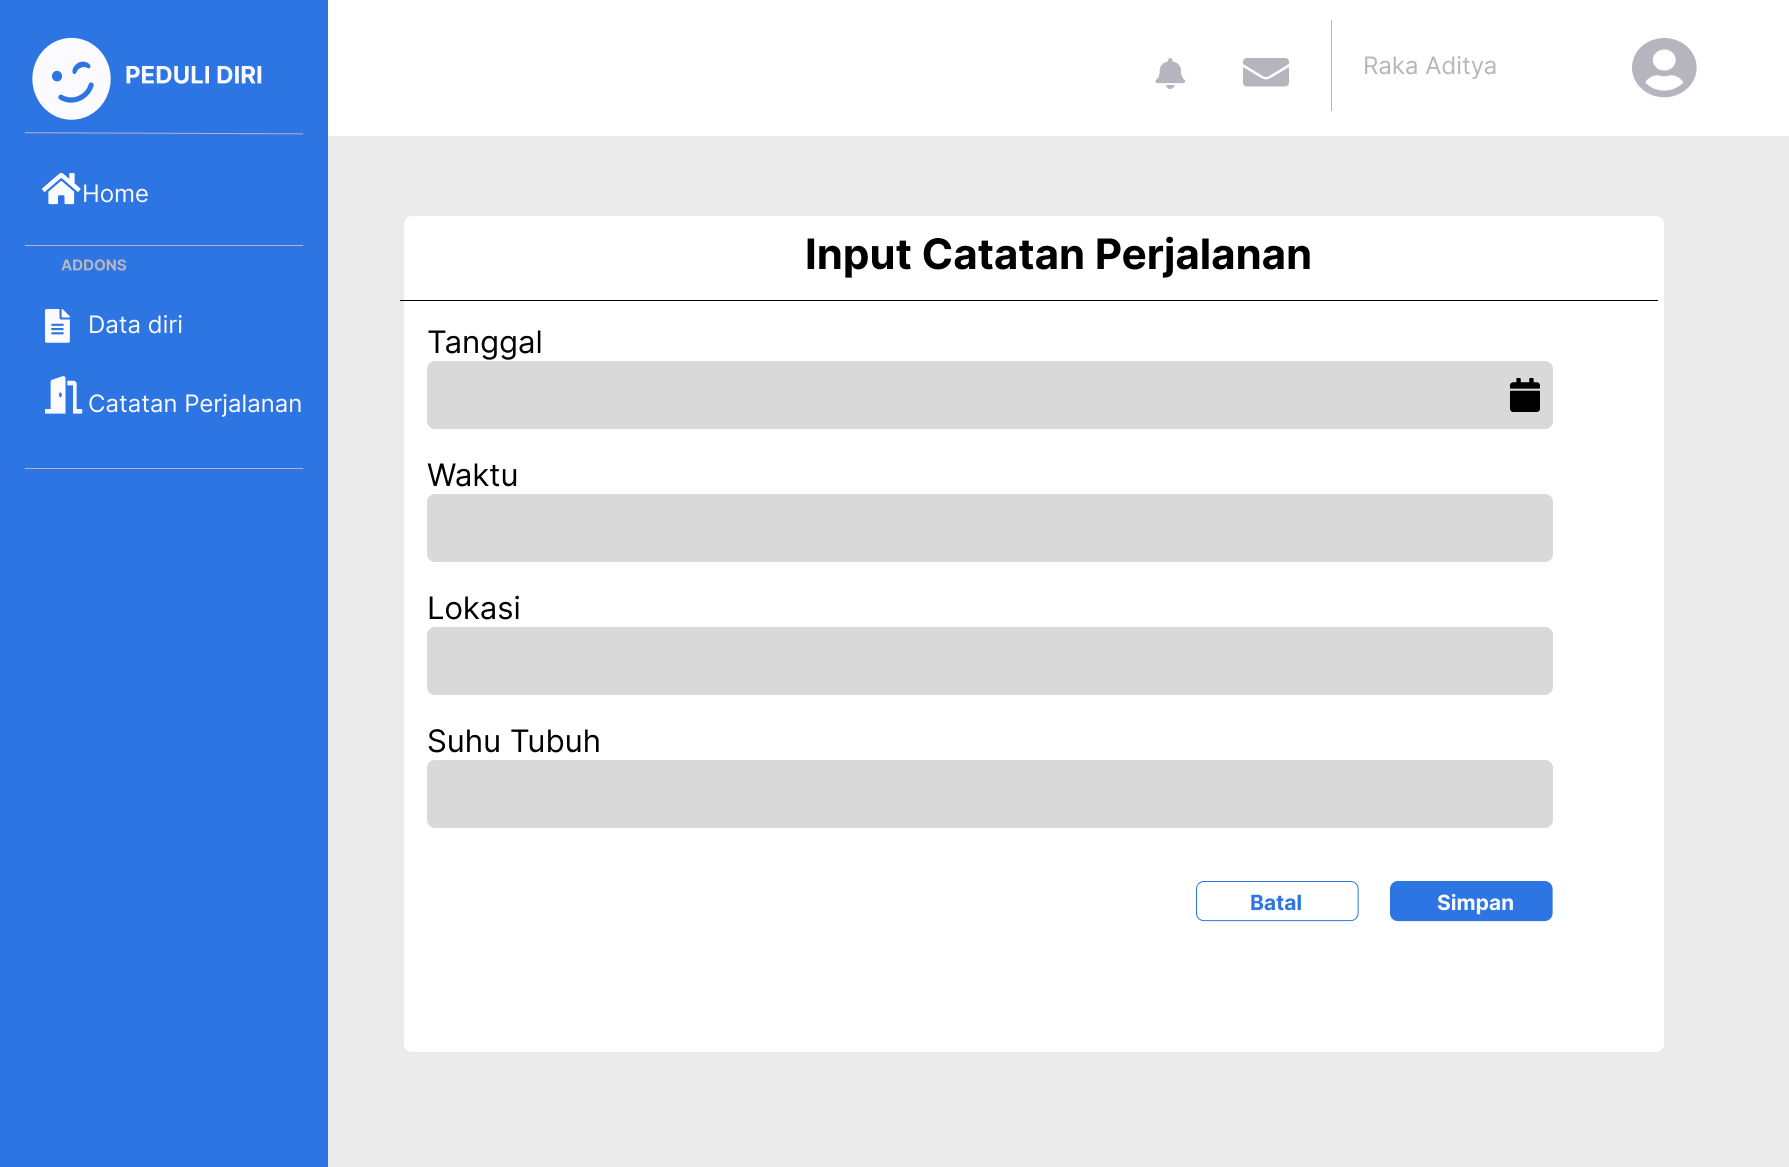 PEDULI DIRI
Raka Aditya
Home
ADDONS
Data diri
Catatan Perjalanan
Input Catatan Perjalanan
Tanggal
Waktu
Lokasi
Suhu Tubuh
Batal
Simpan